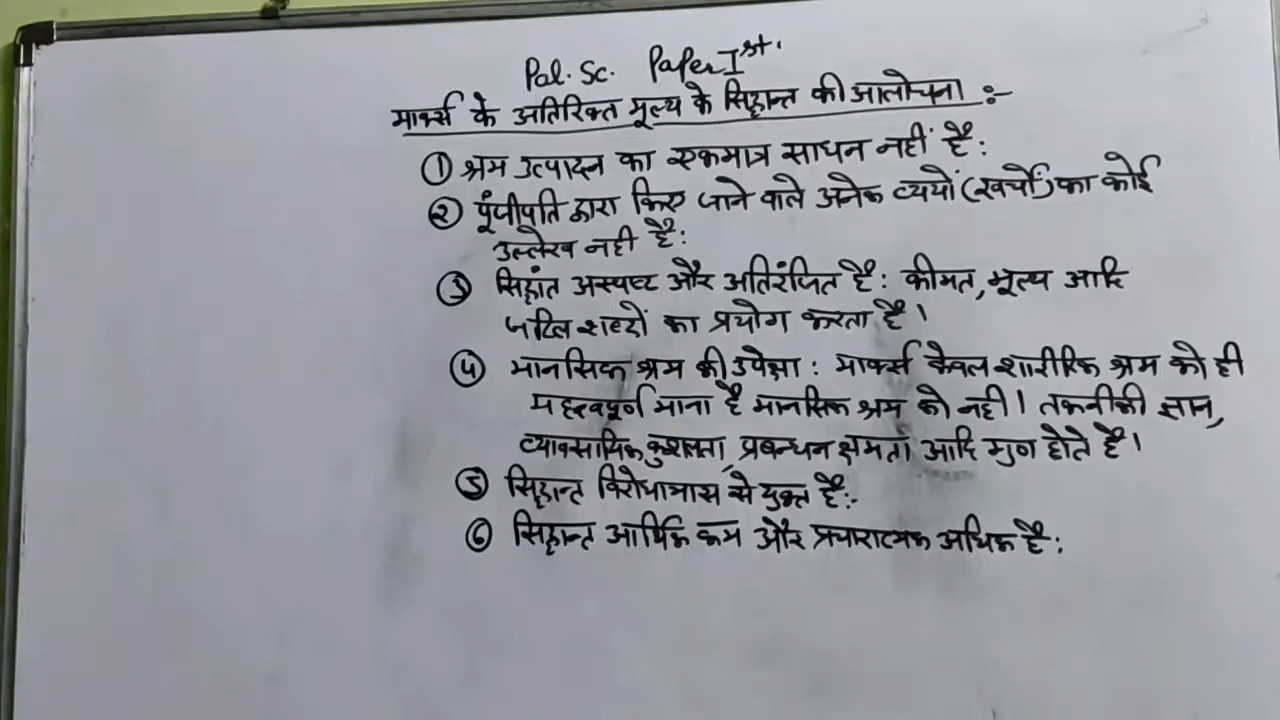 Pol. Sc. Paper Ist.
मार्क्स के अतिरिक्त मूल्य के सिद्धान्त की आलोचना :-
① श्रम उत्पादन का एकमात्र साधन नहीं है:
② पूंजीपति द्वारा किए जाने वाले अनेक व्ययों (खर्चों) का कोई
उल्लेख नही है:
③ सिद्धांत अस्पष्ट और अतिरंजित है: कीमत, मूल्य आदि
जटिल शब्दों का प्रयोग करता है।
④ मानसिक श्रम की उपेक्षा : मार्क्स केवल शारीरिक श्रम को ही
महत्वपूर्ण माना है मानसिक श्रम को नही। तकनीकी ज्ञान,
व्यावसायिक कुशलता, प्रबन्धन क्षमता आदि गुण होते है।
⑤ सिद्धान्त विरोधाभास से युक्त है:-
⑥ सिद्धान्त आर्थिक कम और प्रचारात्मक अधिक है: